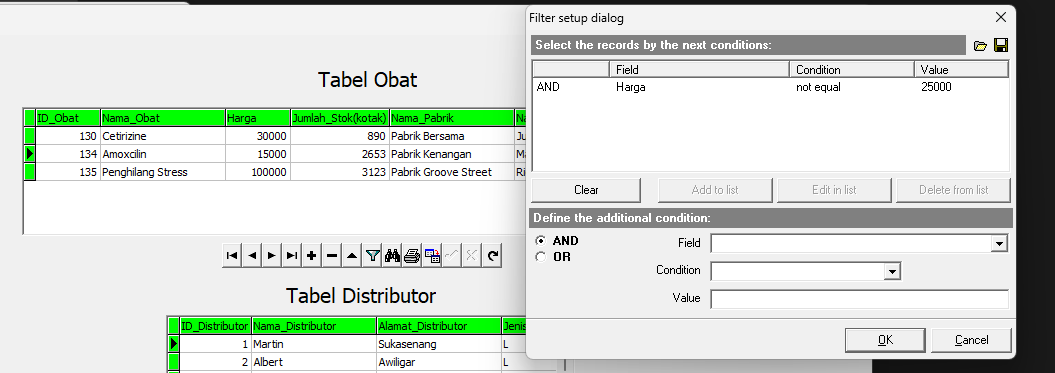 Filter setup dialog
Select the records by the next conditions:
Field Condition Value
AND Harga not equal 25000
Clear Add to list Edit in list Delete from list
Define the additional condition:
AND
OR
Field
Condition
Value
OK Cancel
Tabel Obat
ID_Obat Nama_Obat Harga Jumlah_Stok(kotak) Nama_Pabrik
130 Cetirizine 30000 890 Pabrik Bersama
134 Amoxcilin 15000 2653 Pabrik Kenangan
135 Penghilang Stress 100000 3123 Pabrik Groove Street
Tabel Distributor
ID_Distributor Nama_Distributor Alamat_Distributor Jenis
1 Martin Sukasenang L
2 Albert Awiligar L